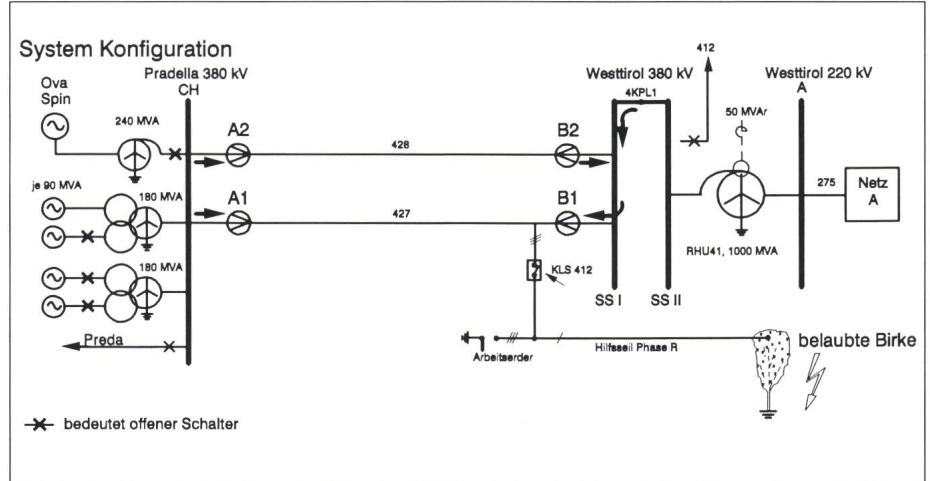 System Konfiguration
412
Pradella 380 kV
CH
Westtirol 380 kV
Westtirol 220 kV
A
Ova
Spin
4KPL1
50 MVAr
240 MVA
A2
428
B2
je 90 MVA
180 MVA
A1
427
B1
275
Netz
A
RHU41, 1000 MVA
180 MVA
KLS 412
SS I
SS II
Preda
Arbeitserder
Hilfsseil Phase R
belaubte Birke
bedeutet offener Schalter